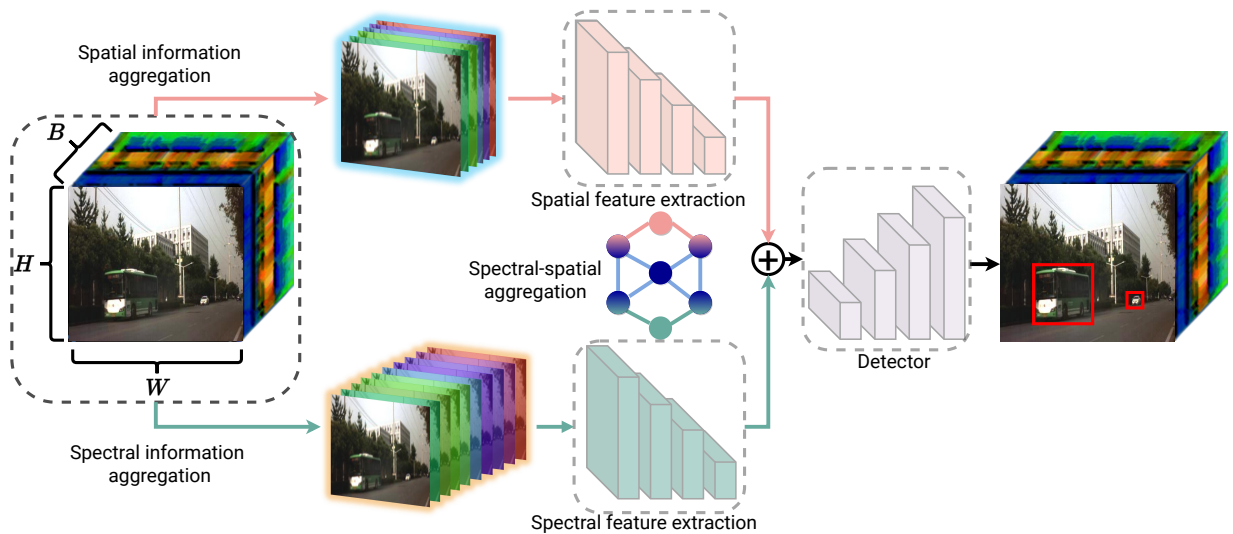 Spatial information
aggregation
B
H
W
Spatial feature extraction
Spectral-spatial
aggregation
Detector
Spectral information
aggregation
Spectral feature extraction